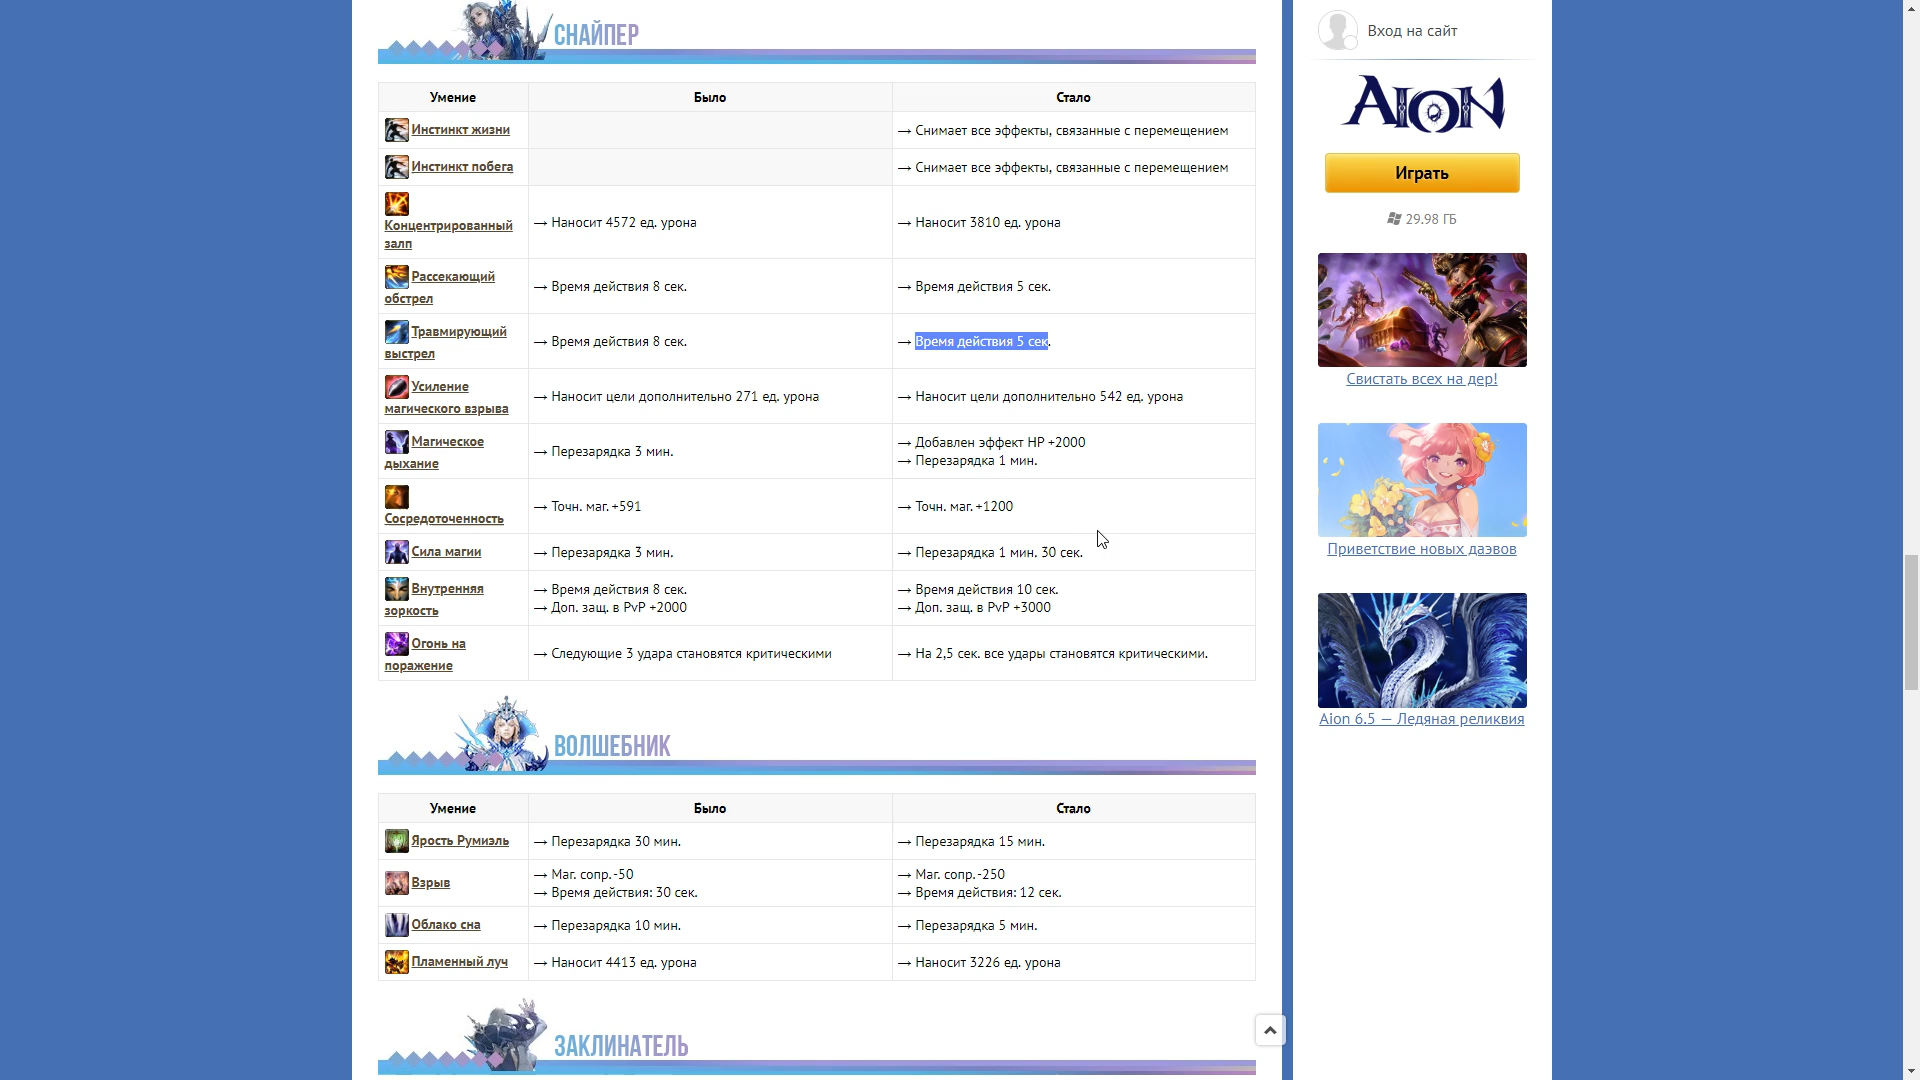 СНАЙПЕР
Умение Было Стало
Инстинкт жизни → Снимает все эффекты, связанные с перемещением
Инстинкт побега → Снимает все эффекты, связанные с перемещением
Концентрированный
залп
→ Наносит 4572 ед. урона → Наносит 3810 ед. урона
Рассекающий
обстрел
→ Время действия 8 сек. → Время действия 5 сек.
Травмирующий
выстрел
→ Время действия 8 сек. → Время действия 5 сек.
Усиление
магического взрыва
→ Наносит цели дополнительно 271 ед. урона → Наносит цели дополнительно 542 ед. урона
Магическое
дыхание
→ Перезарядка 3 мин.
→ Добавлен эффект HP +2000
→ Перезарядка 1 мин.
Сосредоточенность
→ Точн. маг. +591 → Точн. маг. +1200
Сила магии → Перезарядка 3 мин. → Перезарядка 1 мин. 30 сек.
Внутренняя
зоркость
→ Время действия 8 сек.
→ Доп. защ. в PvP +2000
→ Время действия 10 сек.
→ Доп. защ. в PvP +3000
Огонь на
поражение
→ Следующие 3 удара становятся критическими → На 2,5 сек. все удары становятся критическими.
ВОЛШЕБНИК
Умение Было Стало
Ярость Румиэль → Перезарядка 30 мин. → Перезарядка 15 мин.
Взрыв
→ Маг. сопр. -50
→ Время действия: 30 сек.
→ Маг. сопр. -250
→ Время действия: 12 сек.
Облако сна → Перезарядка 10 мин. → Перезарядка 5 мин.
Пламенный луч → Наносит 4413 ед. урона → Наносит 3226 ед. урона
ЗАКЛИНАТЕЛЬ
Вход на сайт
AION
Играть
29.98 ГБ
Свистать всех на дер!
Приветствие новых даэвов
Aion 6.5 — Ледяная реликвия